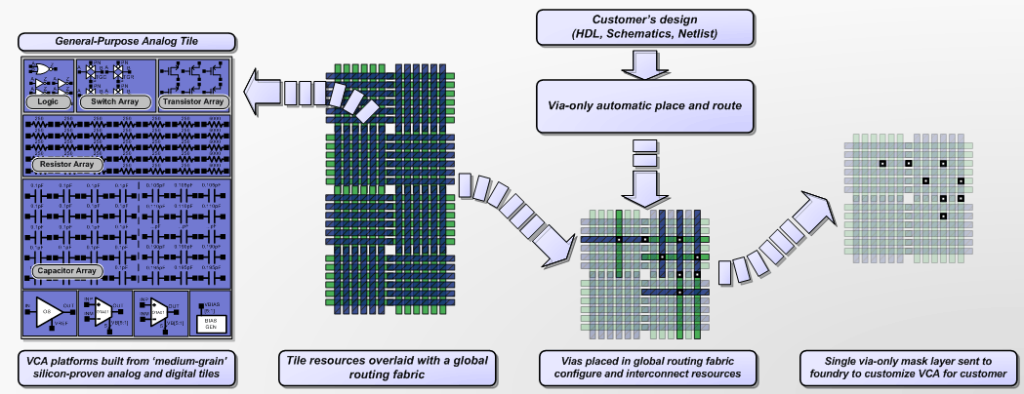 General-Purpose Analog Tile
Logic
Switch Array
Transistor Array
Resistor Array
Capacitor Array
BIAS
GEN
VCA platforms built from 'medium-grain'
silicon-proven analog and digital tiles
Tile resources overlaid with a global
routing fabric
Customer's design
(HDL, Schematics, Netlist)
Via-only automatic place and route
Vias placed in global routing fabric
configure and interconnect resources
Single via-only mask layer sent to
foundry to customize VCA for customer